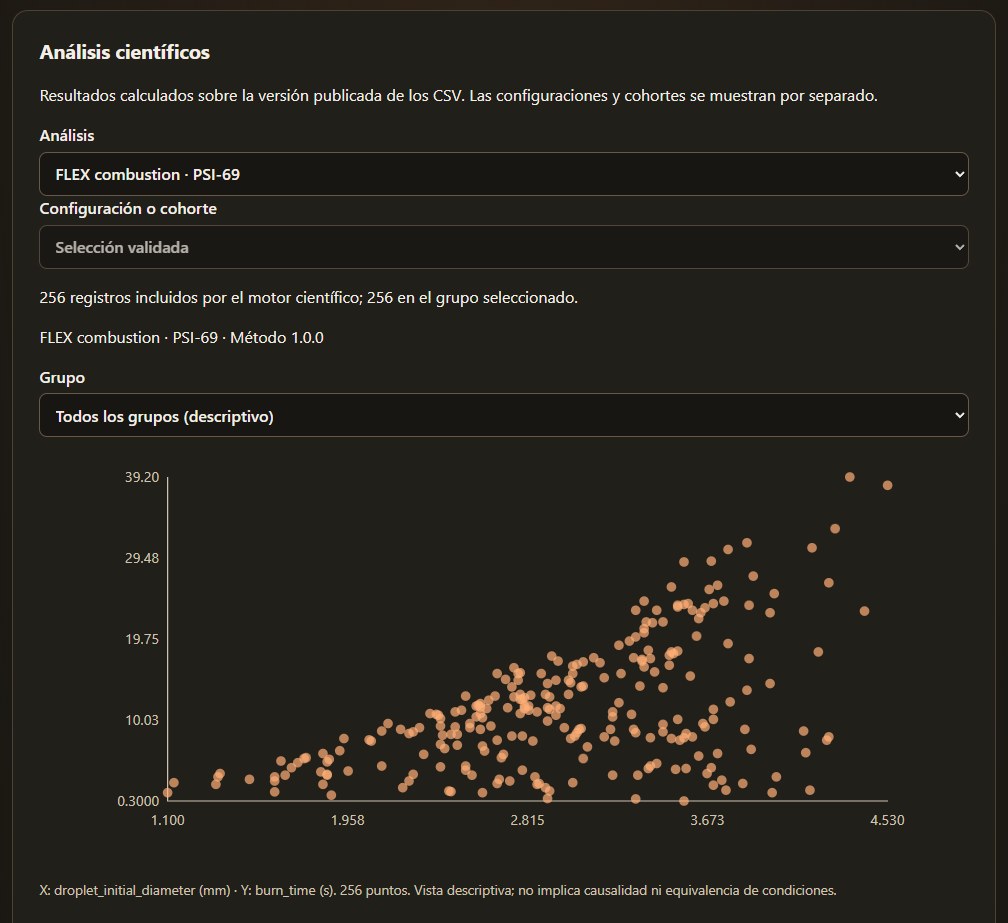 Análisis científicos
Resultados calculados sobre la versión publicada de los CSV. Las configuraciones y cohortes se muestran por separado.
Análisis
FLEX combustion · PSI-69
Configuración o cohorte
Selección validada
256 registros incluidos por el motor científico; 256 en el grupo seleccionado.
FLEX combustion · PSI-69 · Método 1.0.0
Grupo
Todos los grupos (descriptivo)
39.20
29.48
19.75
10.03
0.3000
1.100 1.958 2.815 3.673 4.530
X: droplet_initial_diameter (mm) · Y: burn_time (s). 256 puntos. Vista descriptiva; no implica causalidad ni equivalencia de condiciones.